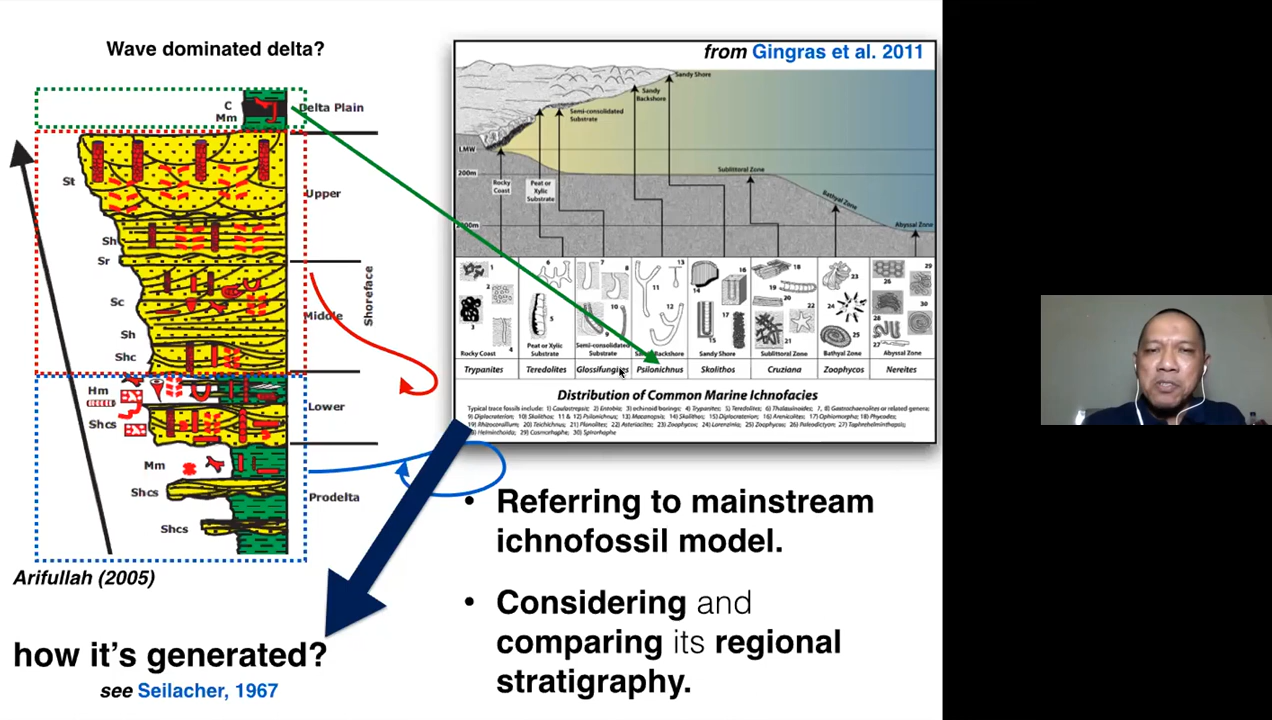 Wave dominated delta?
C
Mm
Delta Plain
St
Upper
Sh
Sr
Sc
Middle
Shoreface
Sh
Shc
Hm
Lower
Shcs
Mm
Shcs
Prodelta
Shcs
Arifullah (2005)
how it's generated?
see Seilacher, 1967
from Gingras et al. 2011
Sandy Shore
Sandy
Backshore
Semi-consolidated
Substrate
LMW
200m
Rocky
Coast
Peat or
Xylic
Substrate
Sublittoral Zone
Bathyal Zone
Abyssal Zone
Rocky Coast
Peat or Xylic
Substrate
Semi-consolidated
Substrate
Sandy Shore
Sublittoral Zone
Bathyal Zone
Abyssal Zone
Trypanites
Teredolites
Psilonichnus
Skolithos
Cruziana
Zoophycos
Nereites
Distribution of Common Marine Ichnofacies
• Referring to mainstream
ichnofossil model.
• Considering and
comparing its regional
stratigraphy.